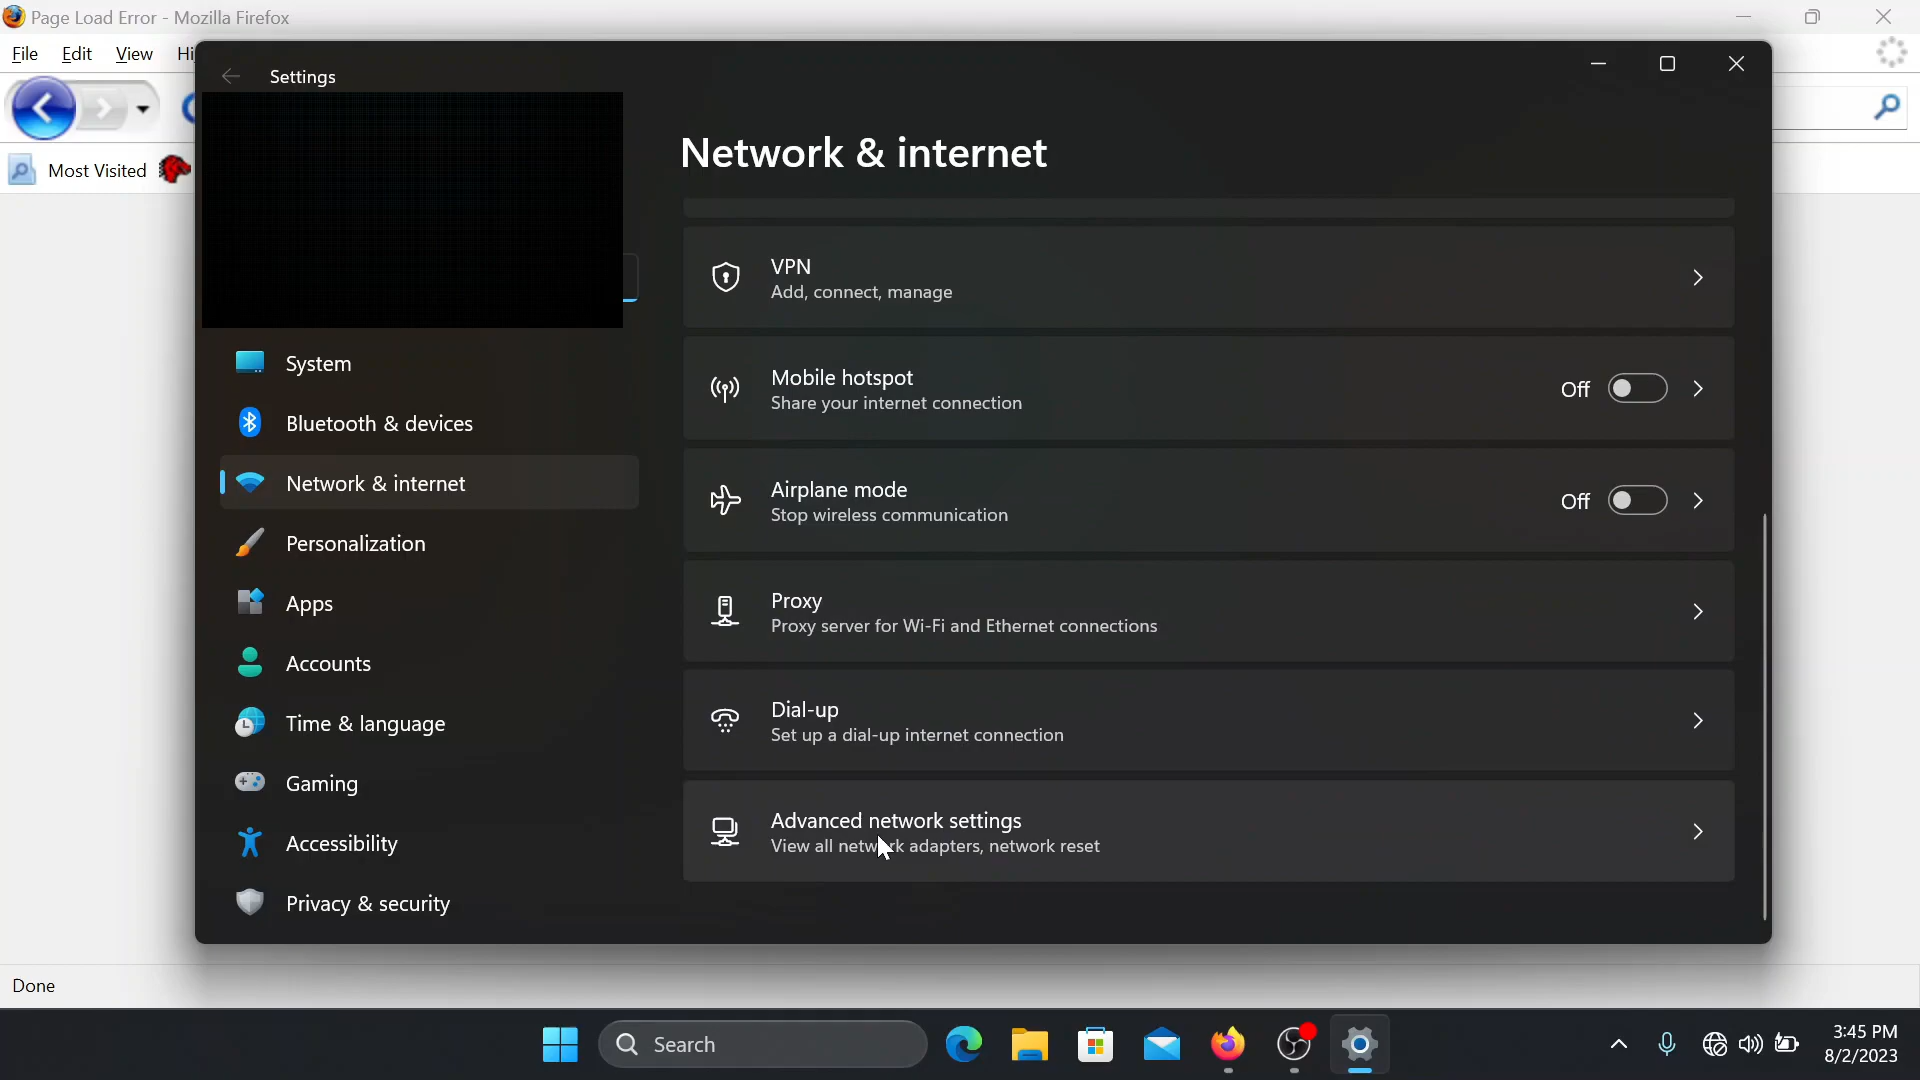 Page Load Error - Mozilla Firefox
File Edit View Hi
Settings
Most Visited
Network & internet
VPN
Add, connect, manage
System
Mobile hotspot
Share your internet connection
Off
Bluetooth & devices
Network & internet
Airplane mode
Stop wireless communication
Off
Personalization
Apps
Proxy
Proxy server for Wi-Fi and Ethernet connections
Accounts
Time & language
Dial-up
Set up a dial-up internet connection
Gaming
Advanced network settings
View all network adapters, network reset
Accessibility
Privacy & security
Done
Search
3:45 PM
8/2/2023